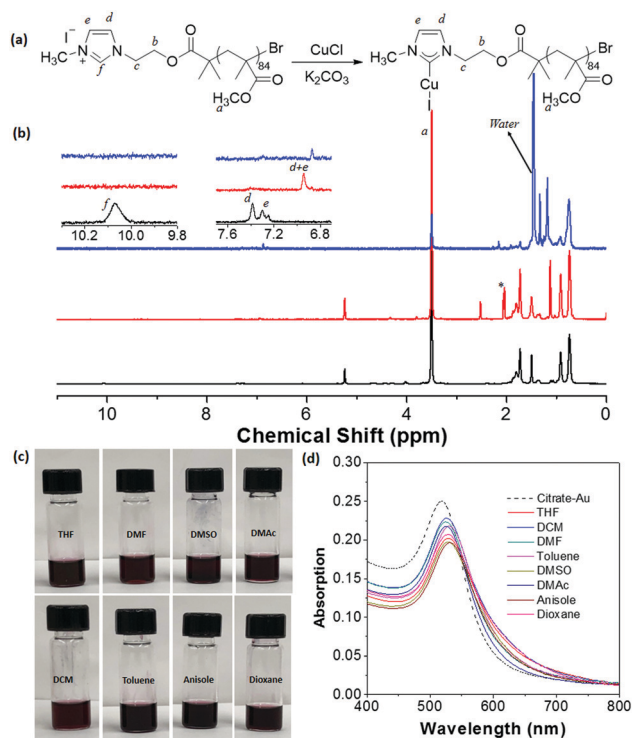 (a)
I⁻
e d
H₃C N + N
f c b
O O
Br
84
O
H₃CO
a
CuCl
K₂CO₃
e d
H₃C N N
c b
O O
Br
84
O
H₃CO
a
Cu
I
(b)
a
Water
d+e
f
d e
10.2 10.0 9.8
7.6 7.2 6.8
*
10 8 6 4 2 0
Chemical Shift (ppm)
(c)
THF DMF DMSO DMAc
DCM Toluene Anisole Dioxane
(d)
0.30
0.25
0.20
0.15
0.10
0.05
0.00
Absorption
Citrate-Au
THF
DCM
DMF
Toluene
DMSO
DMAc
Anisole
Dioxane
400 500 600 700 800
Wavelength (nm)